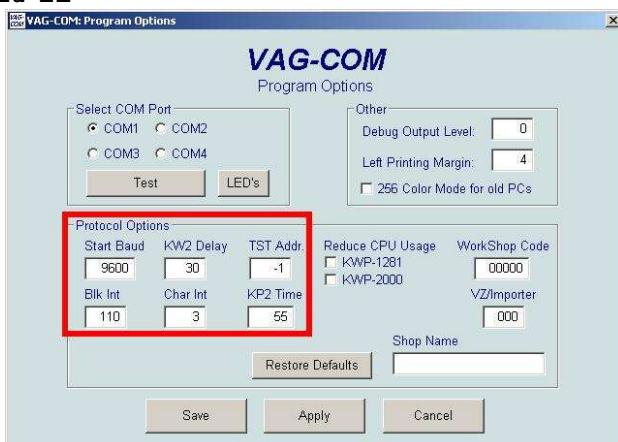 VAG-COM: Program Options
VAG-COM
Program Options
Select COM Port
COM1 COM2
COM3 COM4
Test LED's
Other
Debug Output Level: 0
Left Printing Margin: 4
256 Color Mode for old PCs
Protocol Options
Start Baud KW2 Delay TST Addr. Reduce CPU Usage WorkShop Code
9600 30 -1 KWP-1281 00000
KWP-2000
Blk Int Char Int KP2 Time VZ/Importer
110 3 55 000
Shop Name
Restore Defaults
Save Apply Cancel